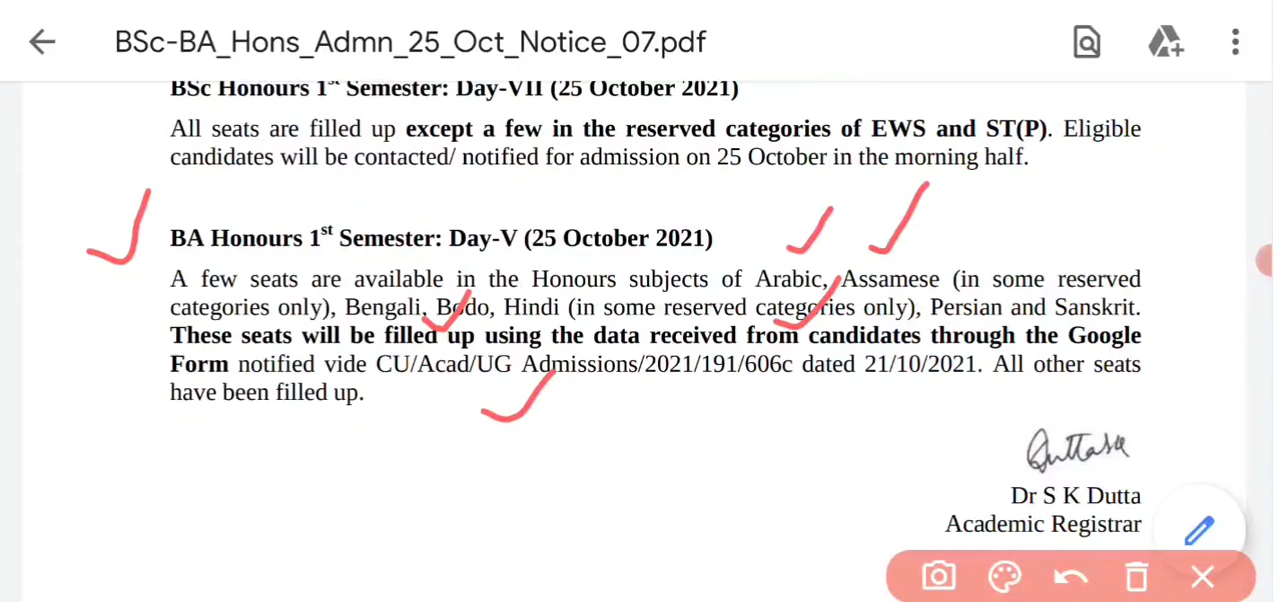 BSc-BA_Hons_Admn_25_Oct_Notice_07.pdf
BSc Honours 1st Semester: Day-VII (25 October 2021)
All seats are filled up except a few in the reserved categories of EWS and ST(P). Eligible
candidates will be contacted/ notified for admission on 25 October in the morning half.
BA Honours 1st Semester: Day-V (25 October 2021)
A few seats are available in the Honours subjects of Arabic, Assamese (in some reserved
categories only), Bengali, Bodo, Hindi (in some reserved categories only), Persian and Sanskrit.
These seats will be filled up using the data received from candidates through the Google
Form notified vide CU/Acad/UG Admissions/2021/191/606c dated 21/10/2021. All other seats
have been filled up.
Dr S K Dutta
Academic Registrar